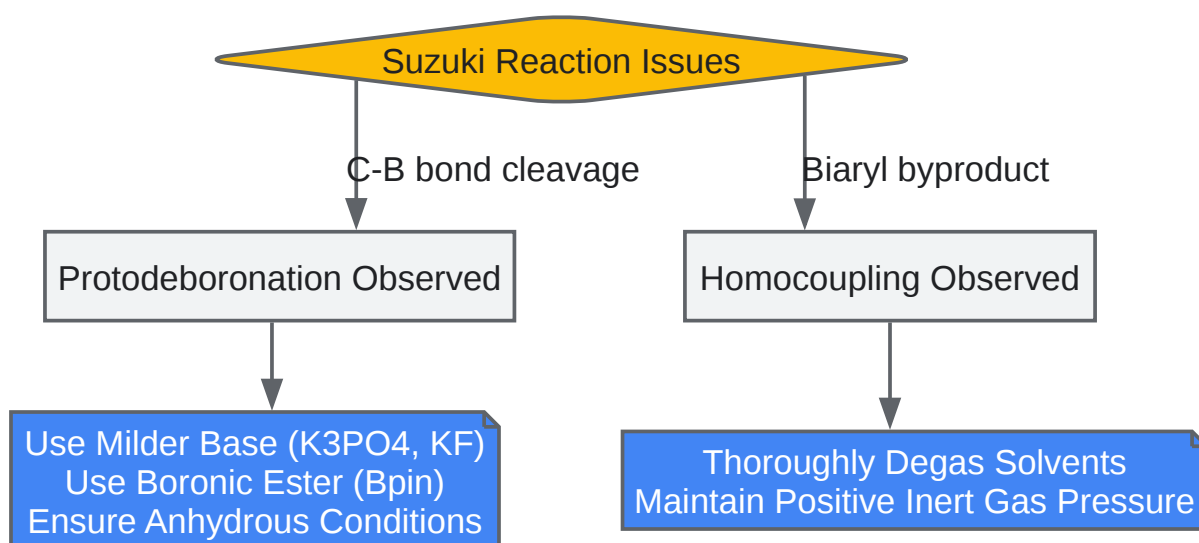 Suzuki Reaction Issues
C-B bond cleavage
Biaryl byproduct
Protodeboronation Observed
Homocoupling Observed
Use Milder Base (K3PO4, KF)
Use Boronic Ester (Bpin)
Ensure Anhydrous Conditions
Thoroughly Degas Solvents
Maintain Positive Inert Gas Pressure